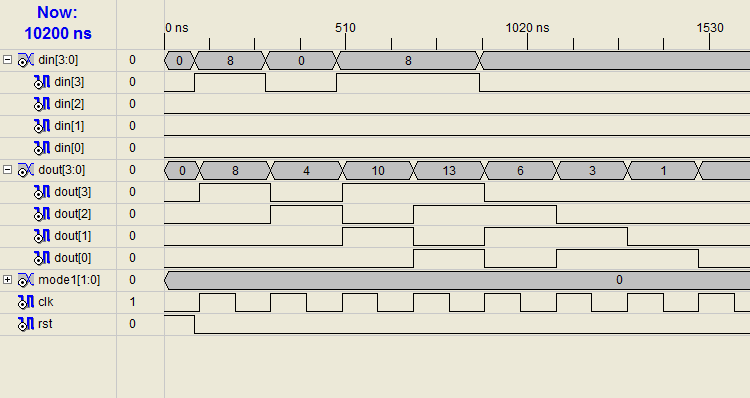 Now:
10200 ns
0 ns 510 1020 ns 1530
din[3:0] 0 0 8 0 8
din[3] 0
din[2] 0
din[1] 0
din[0] 0
dout[3:0] 0 0 8 4 10 13 6 3 1
dout[3] 0
dout[2] 0
dout[1] 0
dout[0] 0
mode1[1:0] 0 0
clk 1
rst 0